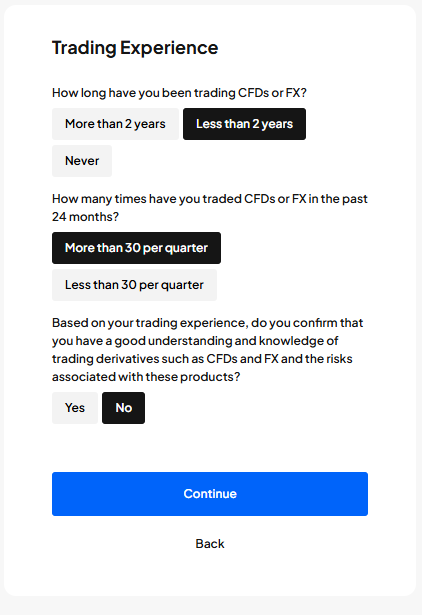 Trading Experience
How long have you been trading CFDs or FX?
More than 2 years Less than 2 years
Never
How many times have you traded CFDs or FX in the past
24 months?
More than 30 per quarter
Less than 30 per quarter
Based on your trading experience, do you confirm that
you have a good understanding and knowledge of
trading derivatives such as CFDs and FX and the risks
associated with these products?
Yes No
Continue
Back